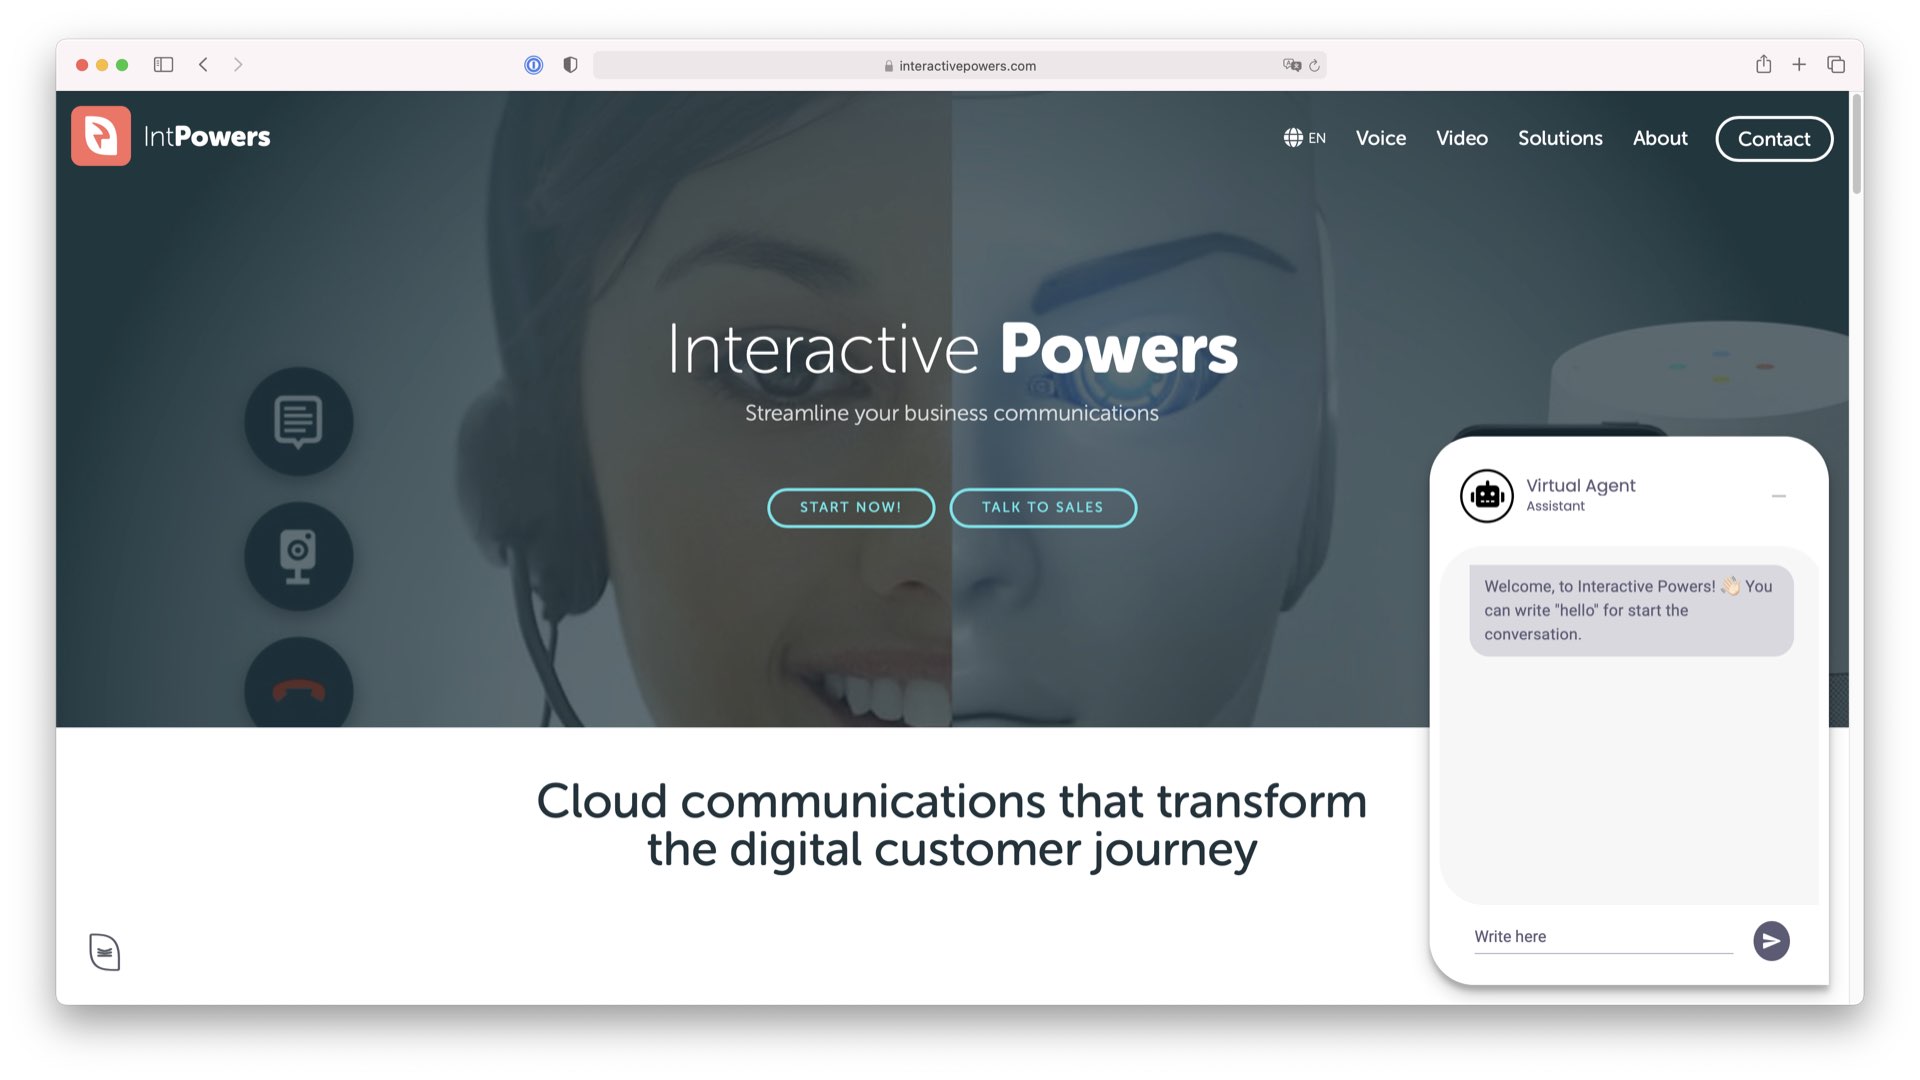 interactivepowers.com
IntPowers
EN Voice Video Solutions About Contact
Interactive Powers
Streamline your business communications
START NOW! TALK TO SALES
Virtual Agent
Assistant
Welcome, to Interactive Powers! 👋🏻 You
can write "hello" for start the
conversation.
Cloud communications that transform
the digital customer journey
Write here